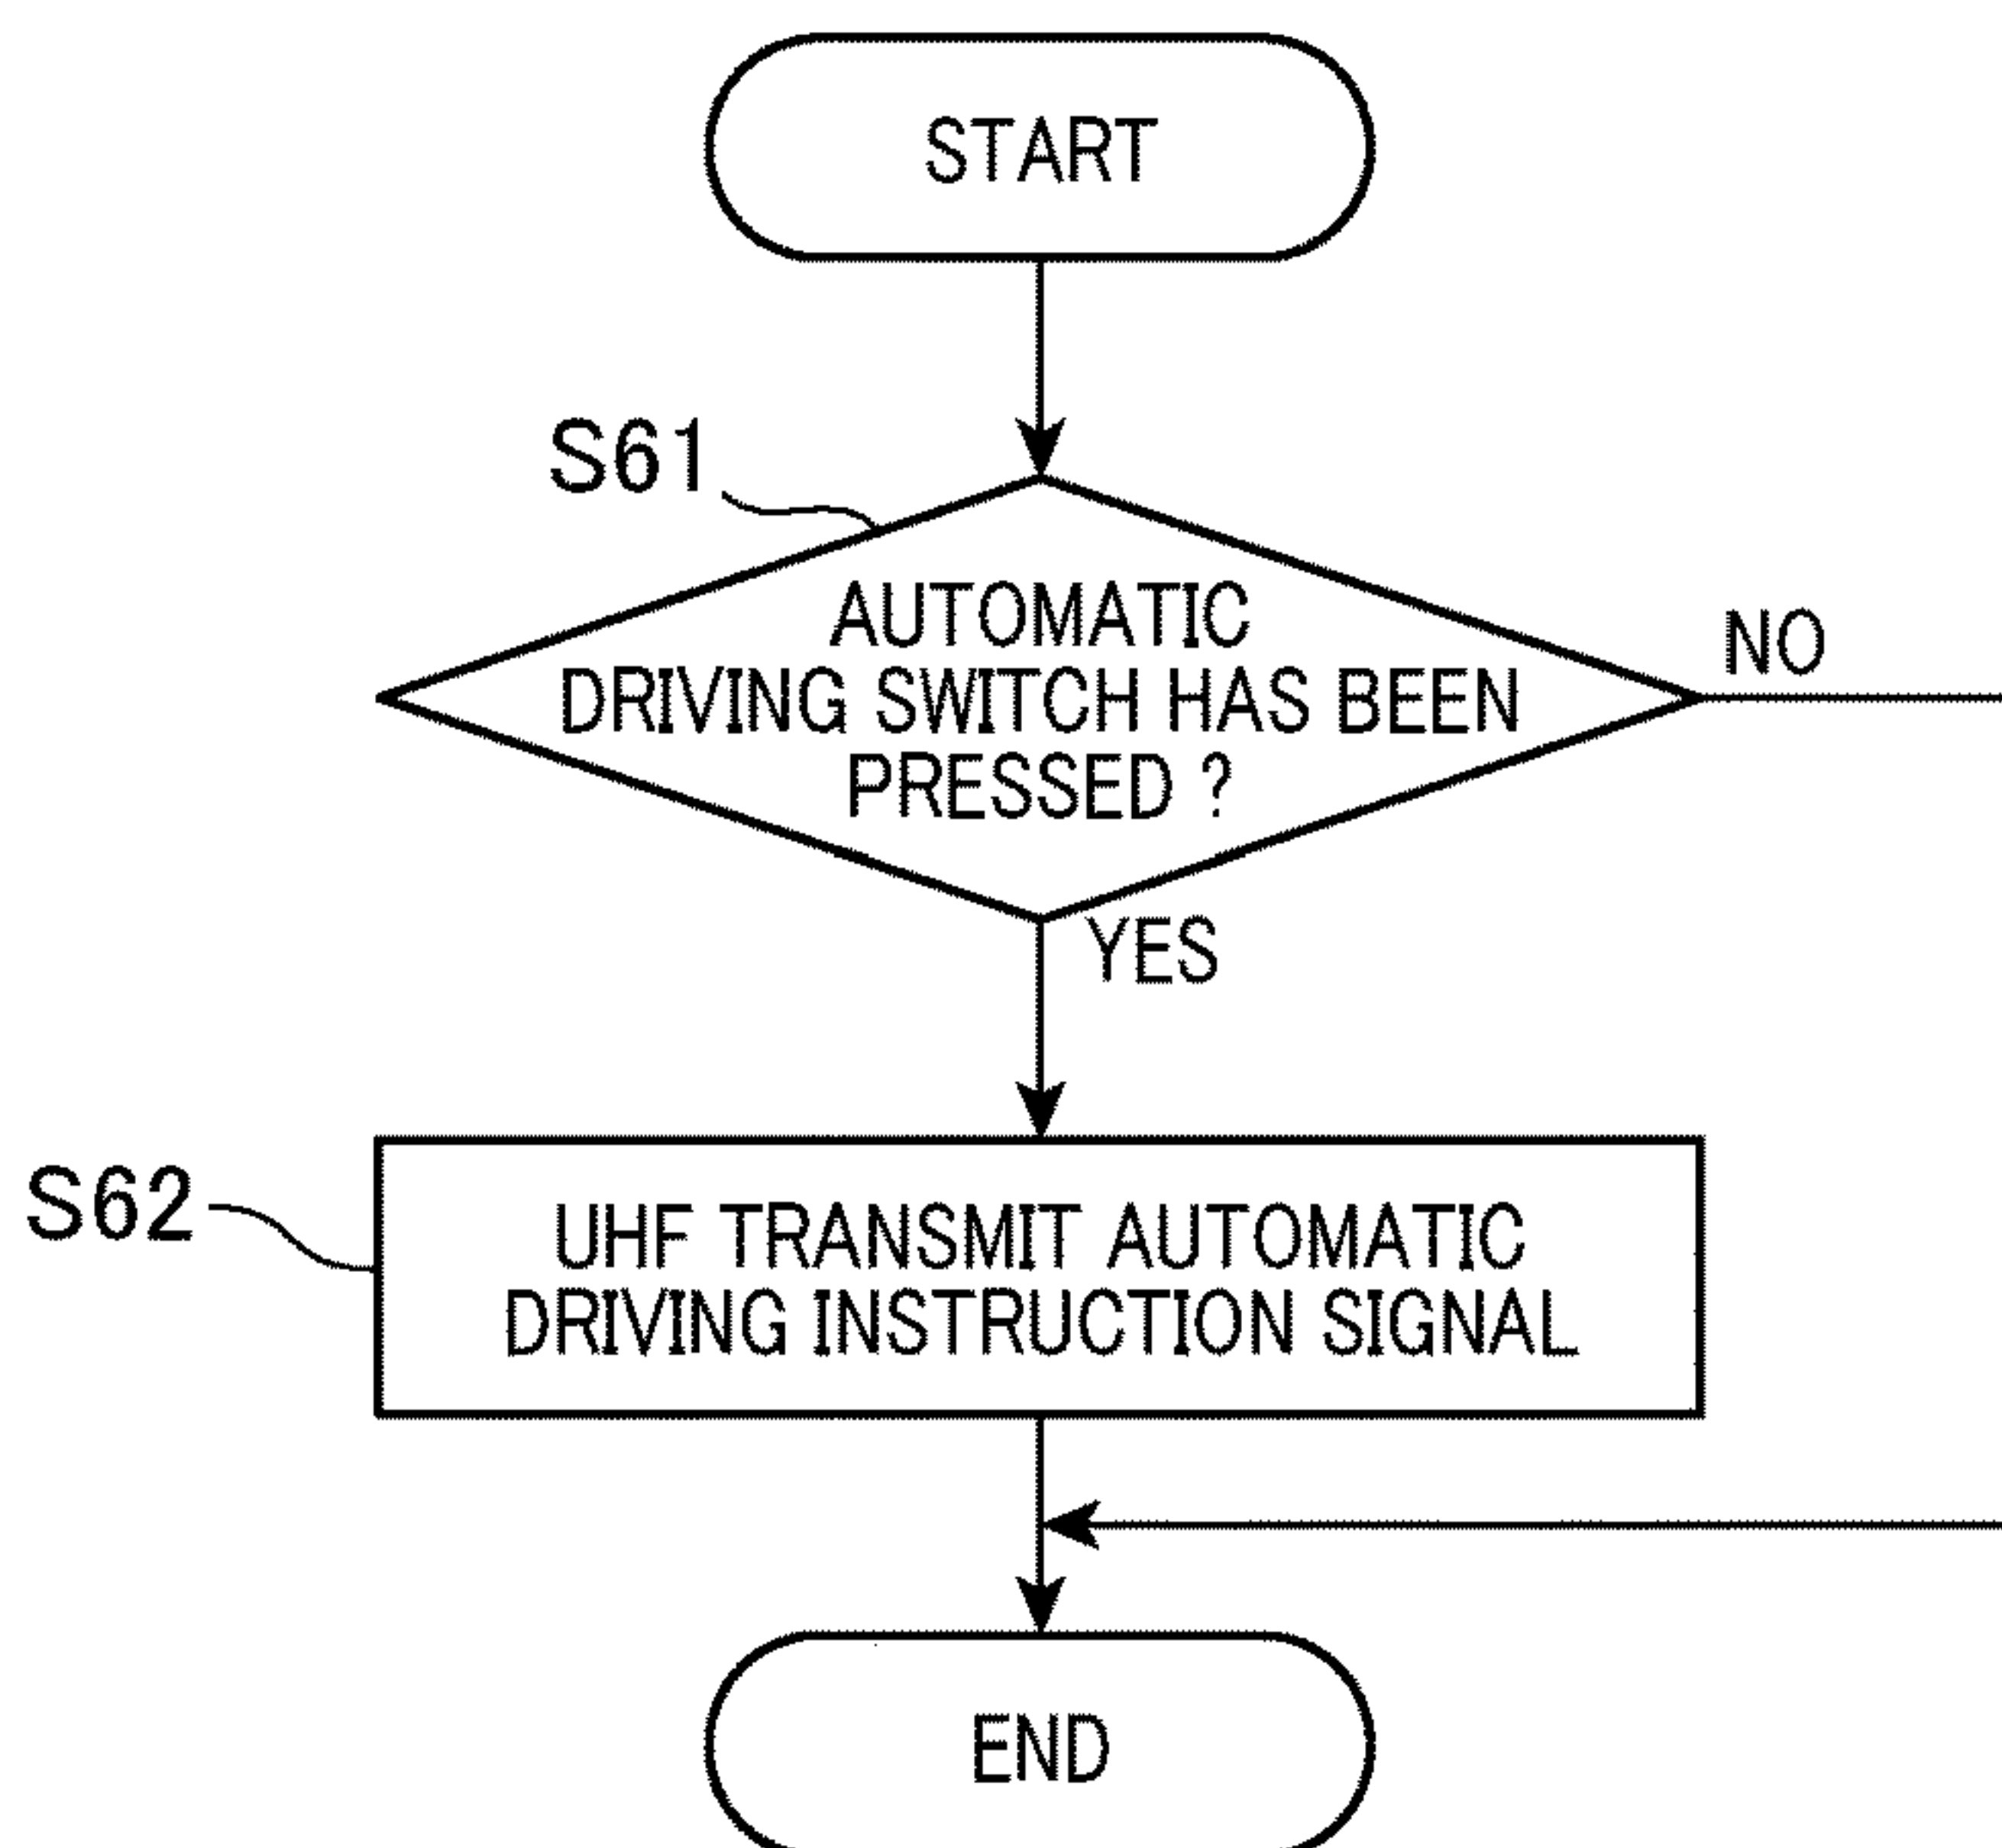 START
S61
AUTOMATIC
DRIVING SWITCH HAS BEEN
PRESSED ?
NO
YES
S62
UHF TRANSMIT AUTOMATIC
DRIVING INSTRUCTION SIGNAL
END